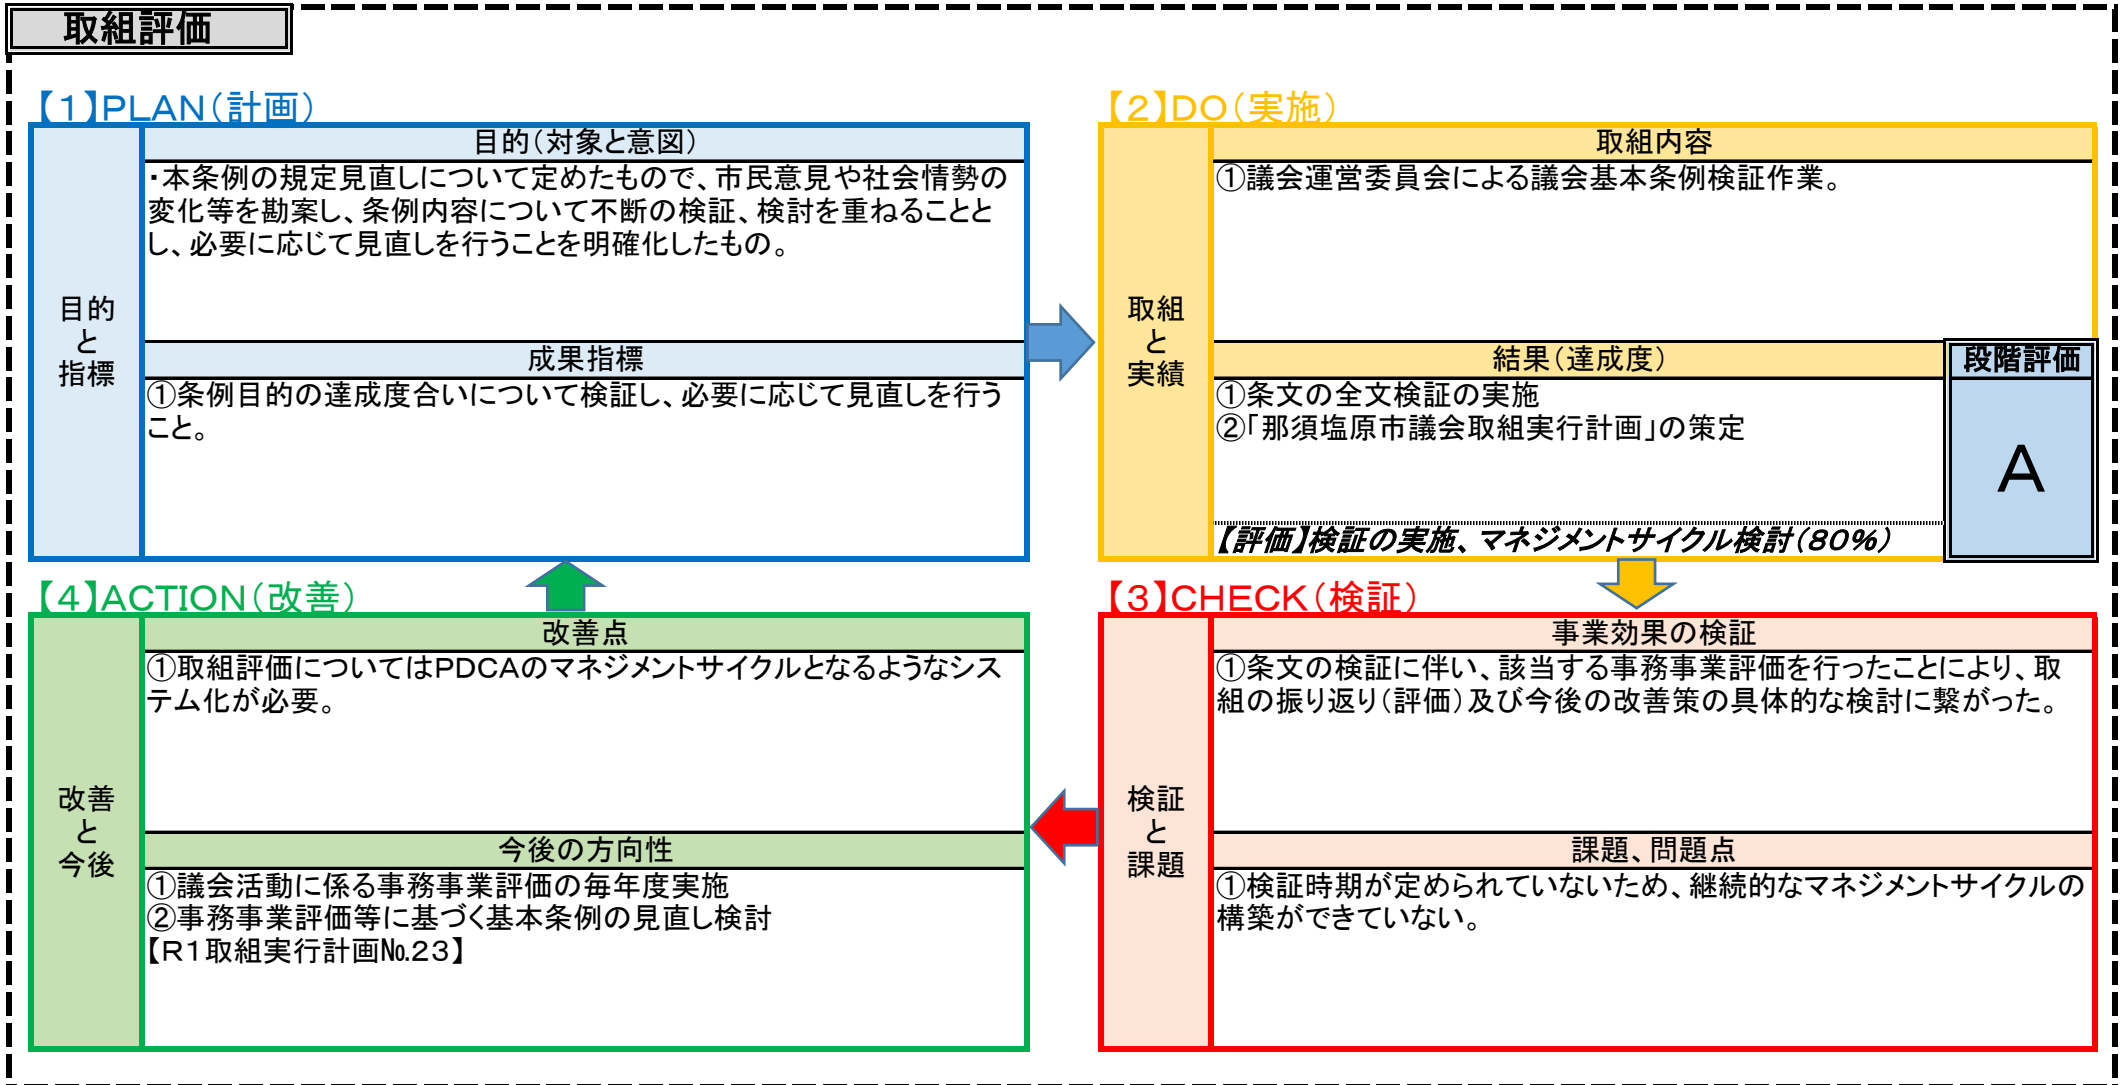 取組評価
【1】PLAN(計画)
目的(対象と意図)
・本条例の規定見直しについて定めたもので、市民意見や社会情勢の
変化等を勘案し、条例内容について不断の検証、検討を重ねることと
し、必要に応じて見直しを行うことを明確化したもの。
目的
と
指標
成果指標
①条例目的の達成度合いについて検証し、必要に応じて見直しを行う
こと。
【2】DO(実施)
取組内容
①議会運営委員会による議会基本条例検証作業。
取組
と
実績
結果(達成度)
①条文の全文検証の実施
②「那須塩原市議会取組実行計画」の策定
【評価】検証の実施、マネジメントサイクル検討(80%)
段階評価
A
【3】CHECK(検証)
事業効果の検証
①条文の検証に伴い、該当する事務事業評価を行ったことにより、取
組の振り返り(評価)及び今後の改善策の具体的な検討に繋がった。
検証
と
課題
課題、問題点
①検証時期が定められていないため、継続的なマネジメントサイクルの
構築ができていない。
【4】ACTION(改善)
改善点
①取組評価についてはPDCAのマネジメントサイクルとなるようなシス
テム化が必要。
改善
と
今後
今後の方向性
①議会活動に係る事務事業評価の毎年度実施
②事務事業評価等に基づく基本条例の見直し検討
【R1取組実行計画№23】